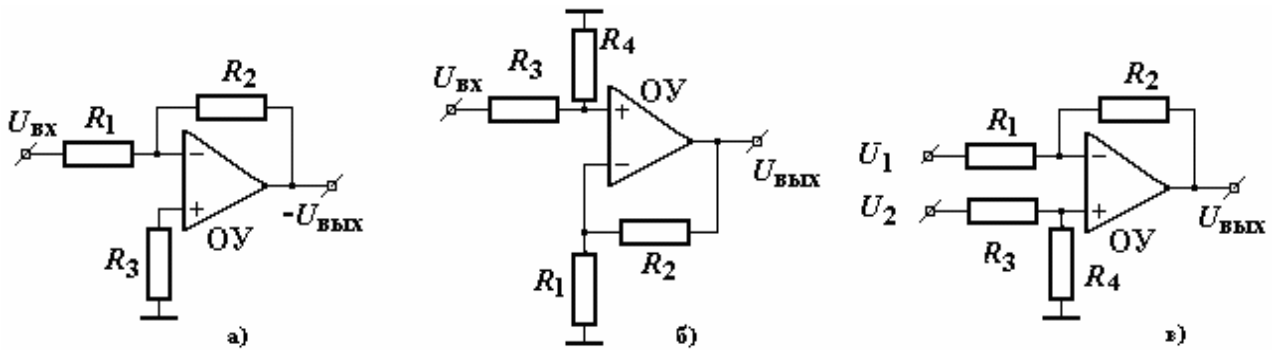 Uвх
R1
R2
R3
ОУ
-Uвых
а)
Uвх
R3
R4
ОУ
Uвых
R2
R1
б)
U1
U2
R1
R2
R3
R4
ОУ
Uвых
в)